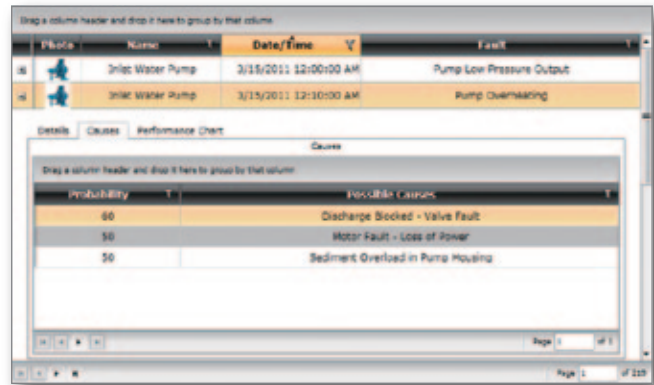 Drag a column header and drop it here to group by that column
Photo Name Date/Time Fault
Inlet Water Pump 3/15/2011 12:00:00 AM Pump Low Pressure Output
Inlet Water Pump 3/15/2011 12:10:00 AM Pump Overheating
Details Causes Performance Chart
Causes
Drag a column header and drop it here to group by that column
Probability Possible Causes
60 Discharge Blocked - Valve Fault
50 Motor Fault - Loss of Power
50 Sediment Overload in Pump Housing
Page 1 of 1
Page 1 of 219